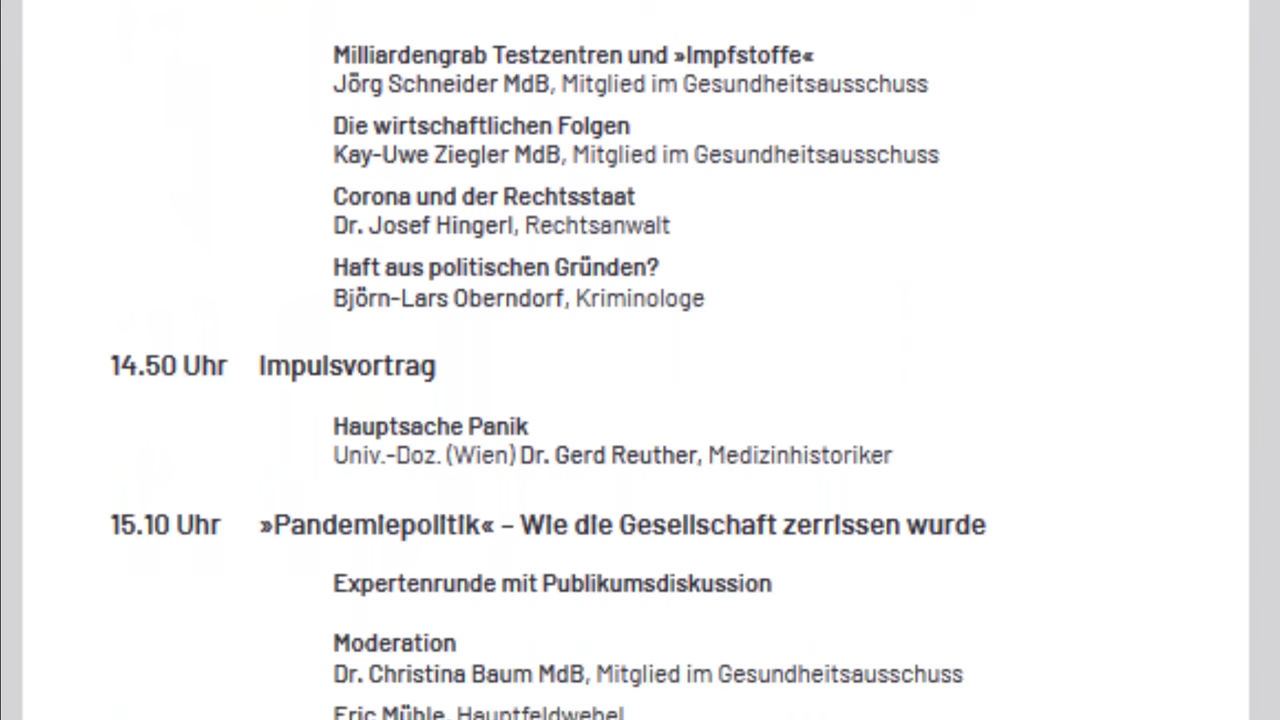 Milliardengrab Testzentren und »Impfstoffe«
Jörg Schneider MdB, Mitglied im Gesundheitsausschuss
Die wirtschaftlichen Folgen
Kay-Uwe Ziegler MdB, Mitglied im Gesundheitsausschuss
Corona und der Rechtsstaat
Dr. Josef Hingerl, Rechtsanwalt
Haft aus politischen Gründen?
Björn-Lars Oberndorf, Kriminologe
14.50 Uhr Impulsvortrag
Hauptsache Panik
Univ.-Doz. (Wien) Dr. Gerd Reuther, Medizinhistoriker
15.10 Uhr »Pandemiepolitik« – Wie die Gesellschaft zerrissen wurde
Expertenrunde mit Publikumsdiskussion
Moderation
Dr. Christina Baum MdB, Mitglied im Gesundheitsausschuss
Eric Mühle, Hauptfeldwebel